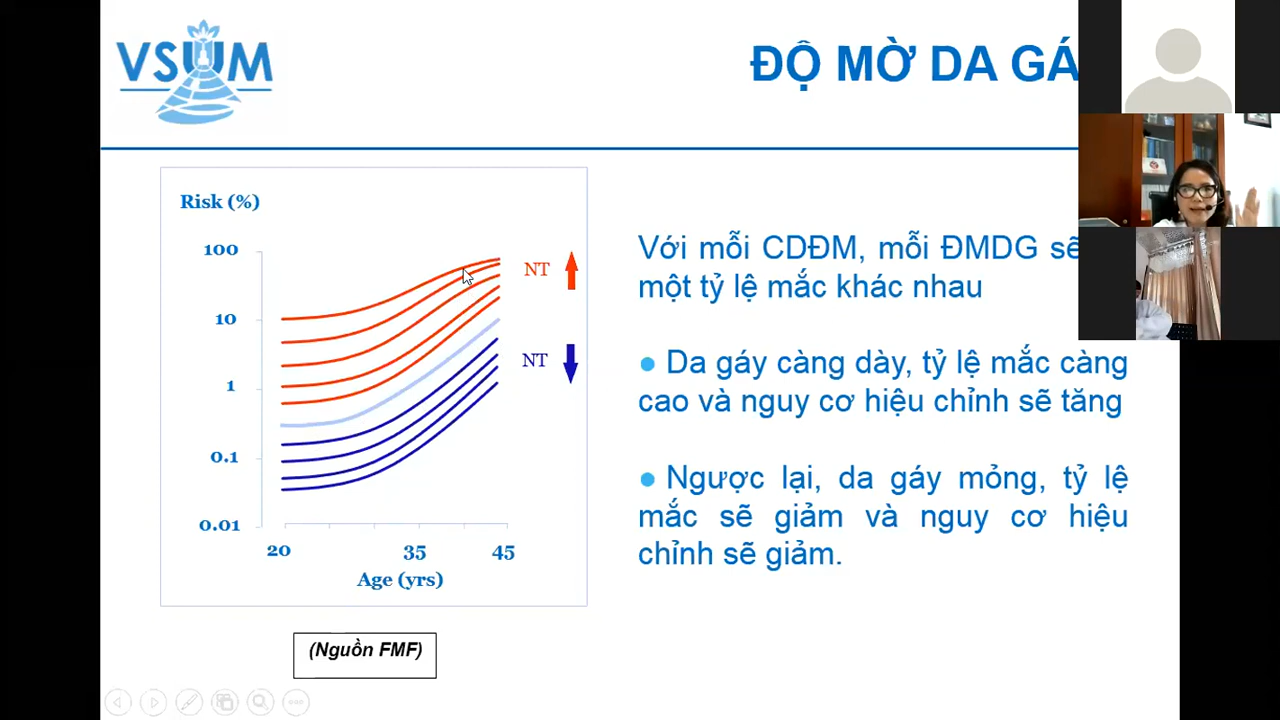 VSUM
ĐỘ MỜ DA GÁ
Risk (%)
100
10
1
0.1
0.01
20
35
45
Age (yrs)
NT
NT
(Nguồn FMF)
Với mỗi CDĐM, mỗi ĐMDG sẽ
một tỷ lệ mắc khác nhau
● Da gáy càng dày, tỷ lệ mắc càng
cao và nguy cơ hiệu chỉnh sẽ tăng
● Ngược lại, da gáy mỏng, tỷ lệ
mắc sẽ giảm và nguy cơ hiệu
chỉnh sẽ giảm.